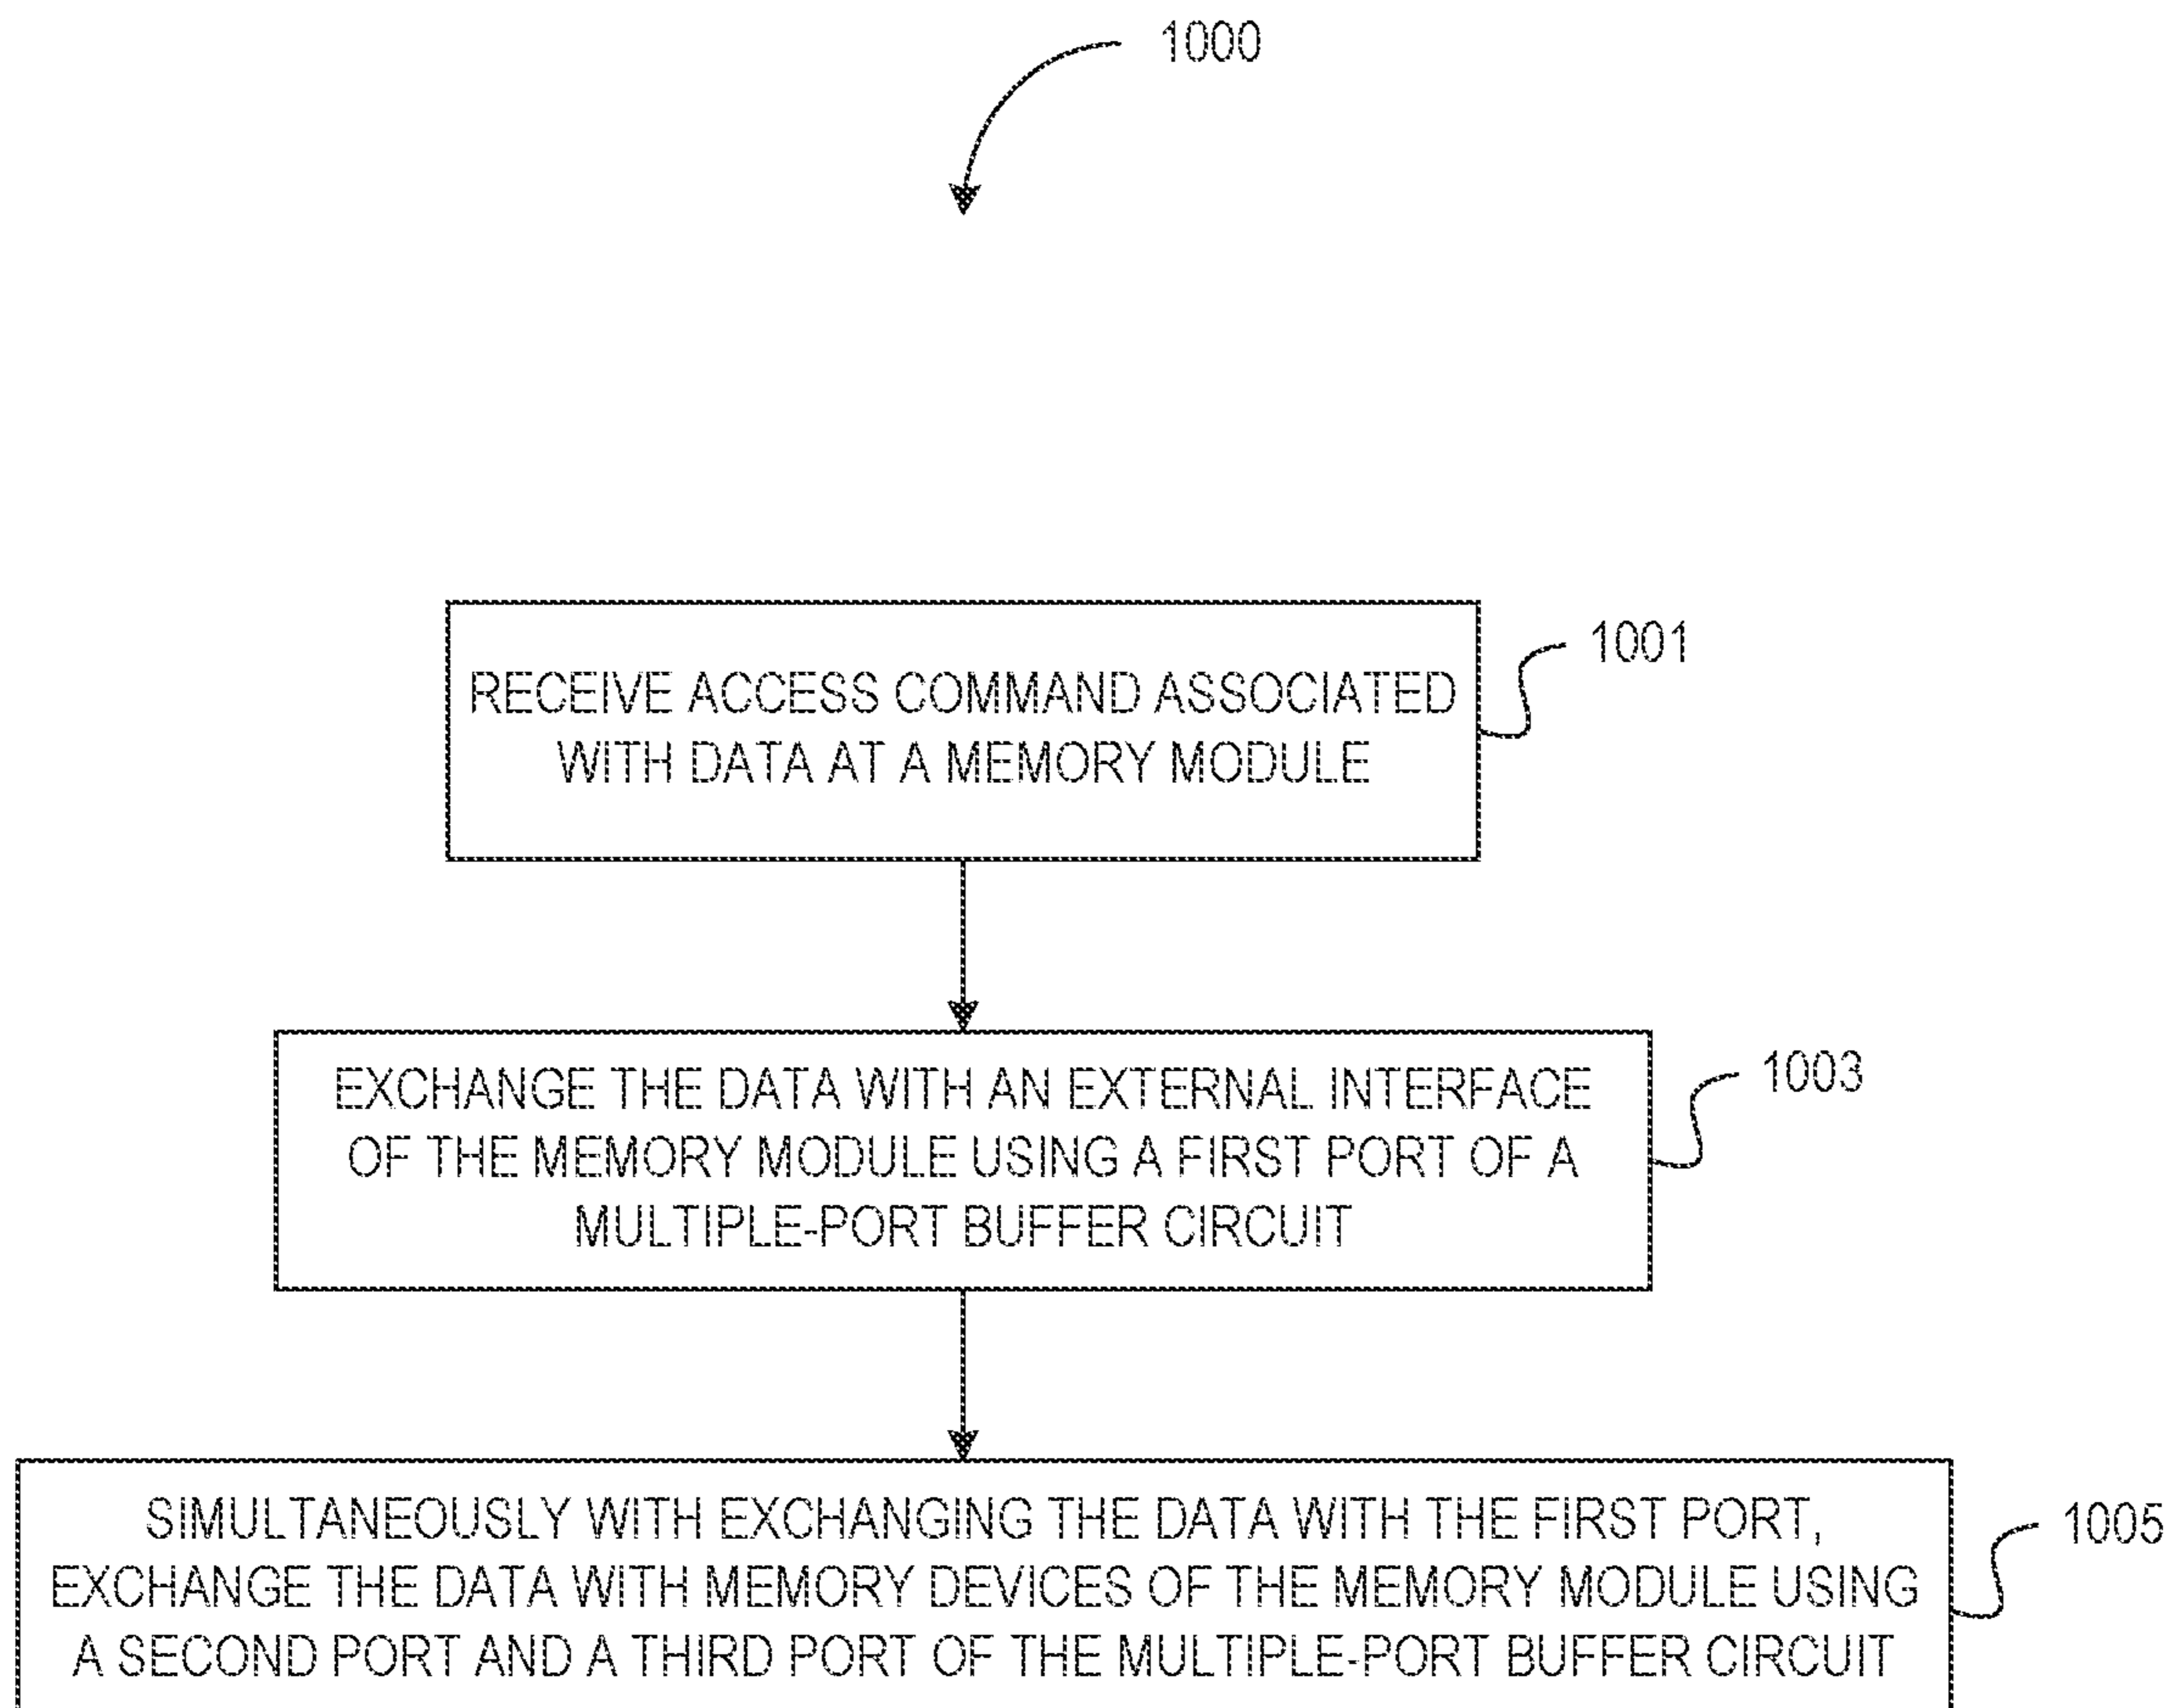 1000
RECEIVE ACCESS COMMAND ASSOCIATED
WITH DATA AT A MEMORY MODULE
1001
EXCHANGE THE DATA WITH AN EXTERNAL INTERFACE
OF THE MEMORY MODULE USING A FIRST PORT OF A
MULTIPLE-PORT BUFFER CIRCUIT
1003
SIMULTANEOUSLY WITH EXCHANGING THE DATA WITH THE FIRST PORT,
EXCHANGE THE DATA WITH MEMORY DEVICES OF THE MEMORY MODULE USING
A SECOND PORT AND A THIRD PORT OF THE MULTIPLE-PORT BUFFER CIRCUIT
1005